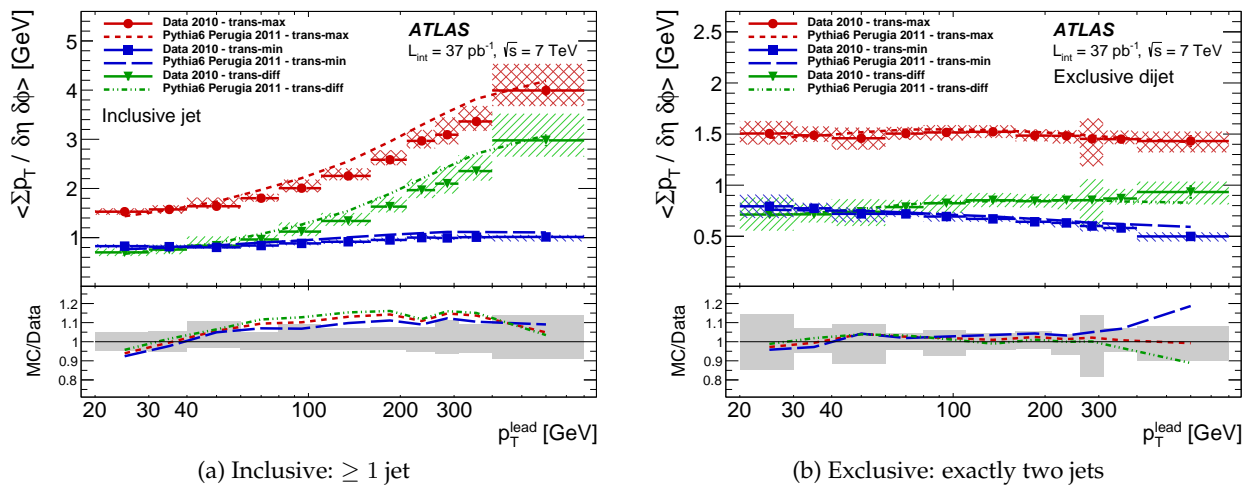 <Σp_T / δη δϕ> [GeV]
5
4
3
2
1
Data 2010 - trans-max
Pythia6 Perugia 2011 - trans-max
Data 2010 - trans-min
Pythia6 Perugia 2011 - trans-min
Data 2010 - trans-diff
Pythia6 Perugia 2011 - trans-diff
ATLAS
L_int = 37 pb⁻¹, √s = 7 TeV
Inclusive jet
MC/Data
1.2
1.1
1
0.9
0.8
20 30 40 100 200 300
p_T^lead [GeV]
(a) Inclusive: ≥ 1 jet
<Σp_T / δη δϕ> [GeV]
2.5
2
1.5
1
0.5
Data 2010 - trans-max
Pythia6 Perugia 2011 - trans-max
Data 2010 - trans-min
Pythia6 Perugia 2011 - trans-min
Data 2010 - trans-diff
Pythia6 Perugia 2011 - trans-diff
ATLAS
L_int = 37 pb⁻¹, √s = 7 TeV
Exclusive dijet
MC/Data
1.2
1.1
1
0.9
0.8
20 30 40 100 200 300
p_T^lead [GeV]
(b) Exclusive: exactly two jets